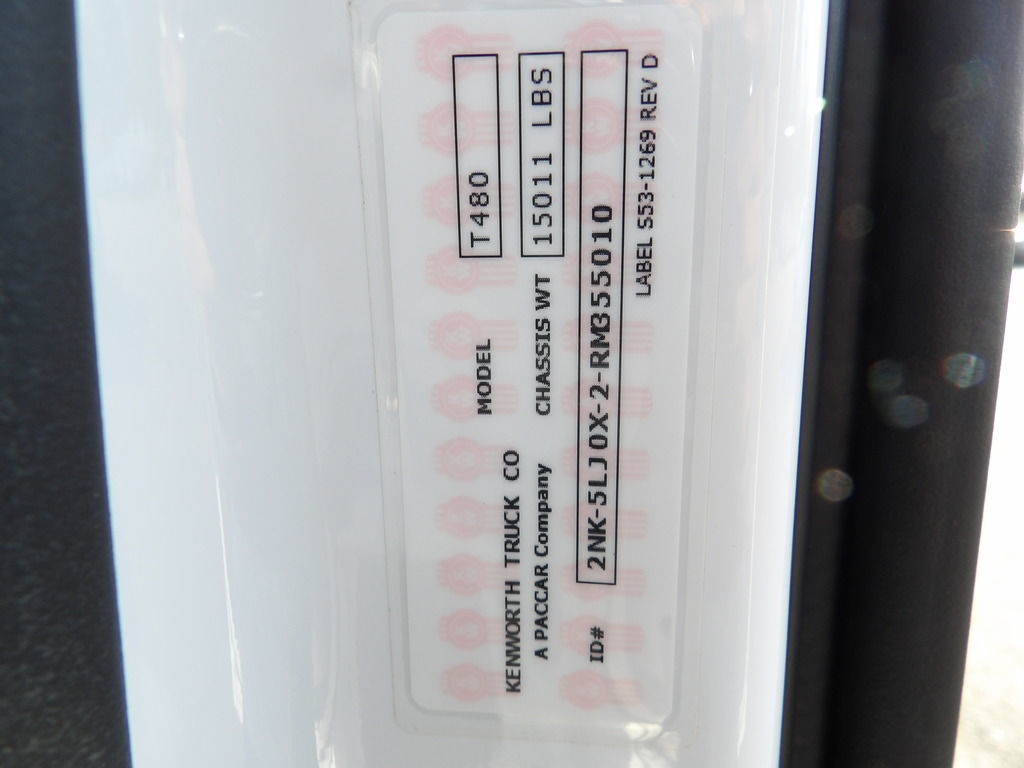 KENWORTH TRUCK CO MODEL T480
A PACCAR Company CHASSIS WT 15011 LBS
ID# 2NK-5LJ0X-2-RM355010
LABEL S53-1269 REV D